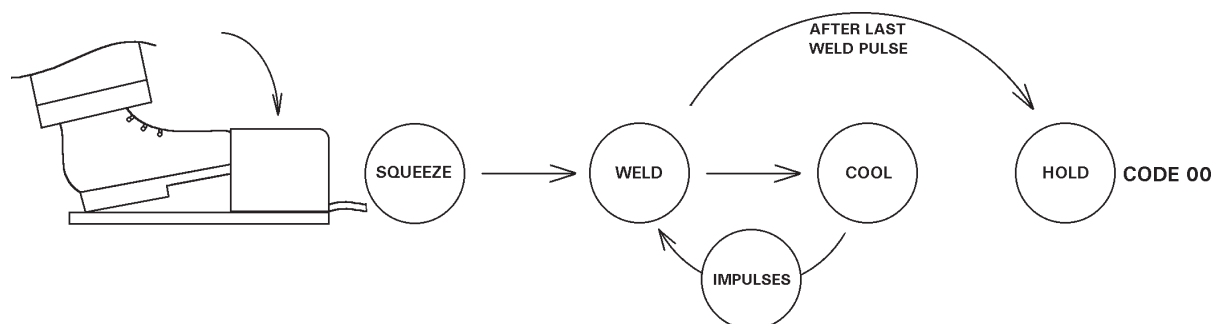 AFTER LAST
WELD PULSE
SQUEEZE
WELD
COOL
HOLD
CODE 00
IMPULSES